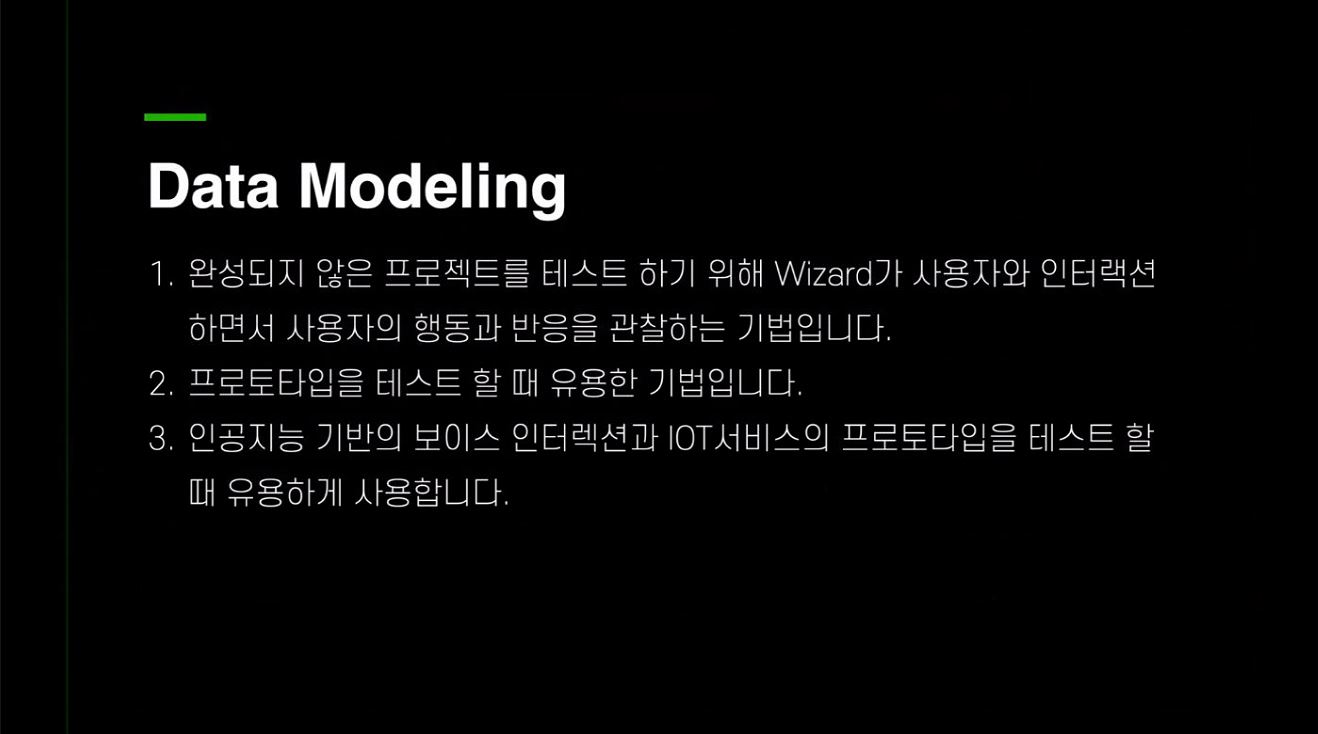 Data Modeling
1. 완성되지 않은 프로젝트를 테스트 하기 위해 Wizard가 사용자와 인터랙션
하면서 사용자의 행동과 반응을 관찰하는 기법입니다.
2. 프로토타입을 테스트 할 때 유용한 기법입니다.
3. 인공지능 기반의 보이스 인터렉션과 IOT서비스의 프로토타입을 테스트 할
때 유용하게 사용합니다.